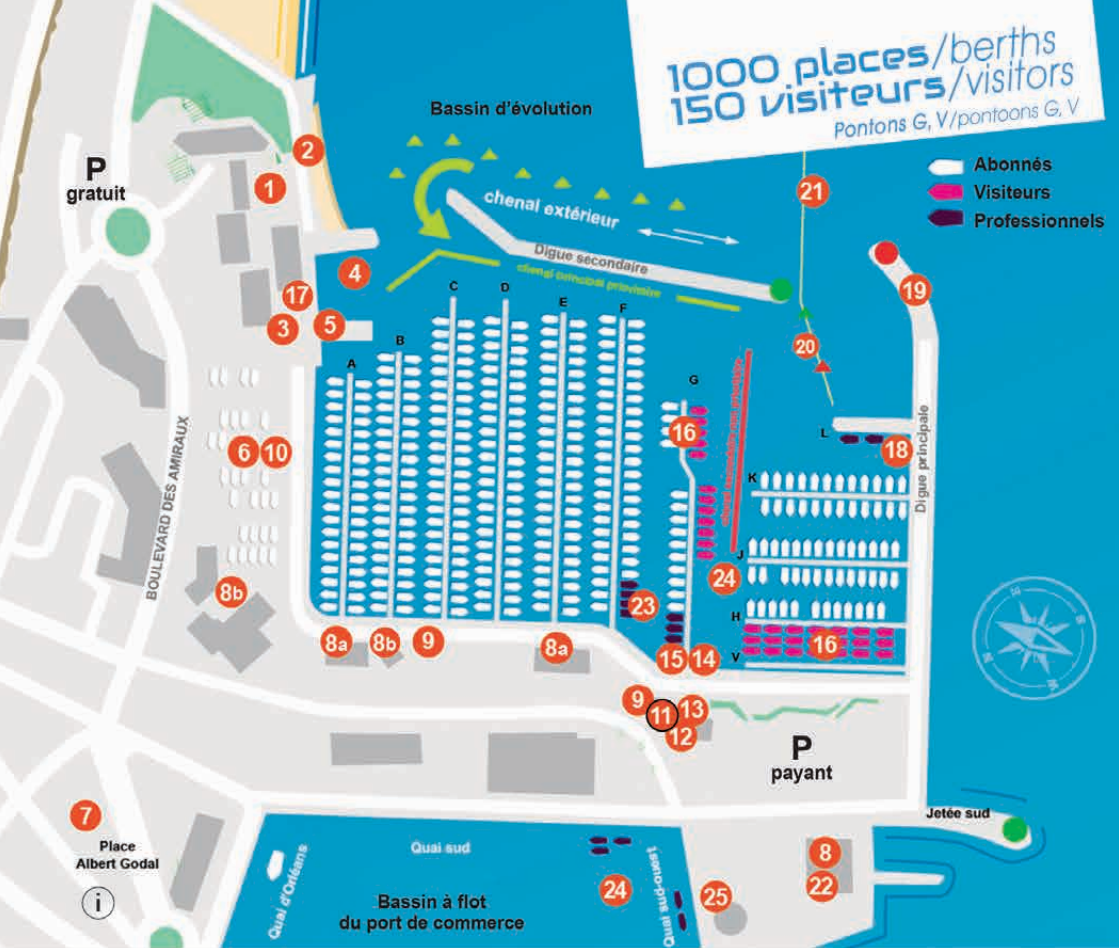 1000 places/berths
150 visiteurs/visitors
Pontons G, V/pontoons G, V
Abonnés
Visiteurs
Professionnels
Bassin d'évolution
P
gratuit
2
1
21
chenal extérieur
Digue secondaire
chenal principal provisoire
4
17
3
5
19
20
A
B
C
D
E
F
G
16
L
18
K
J
H
V
16
6
10
BOULEVARD DES AMIRAUX
Digue principale
24
23
8b
8a
8b
9
8a
15
14
9
11
13
12
P
payant
7
Place
Albert Godal
i
Quai d'Orléans
Quai sud
Bassin à flot
du port de commerce
24
Quai sud-ouest
25
8
22
Jetée sud
N
E
S
W